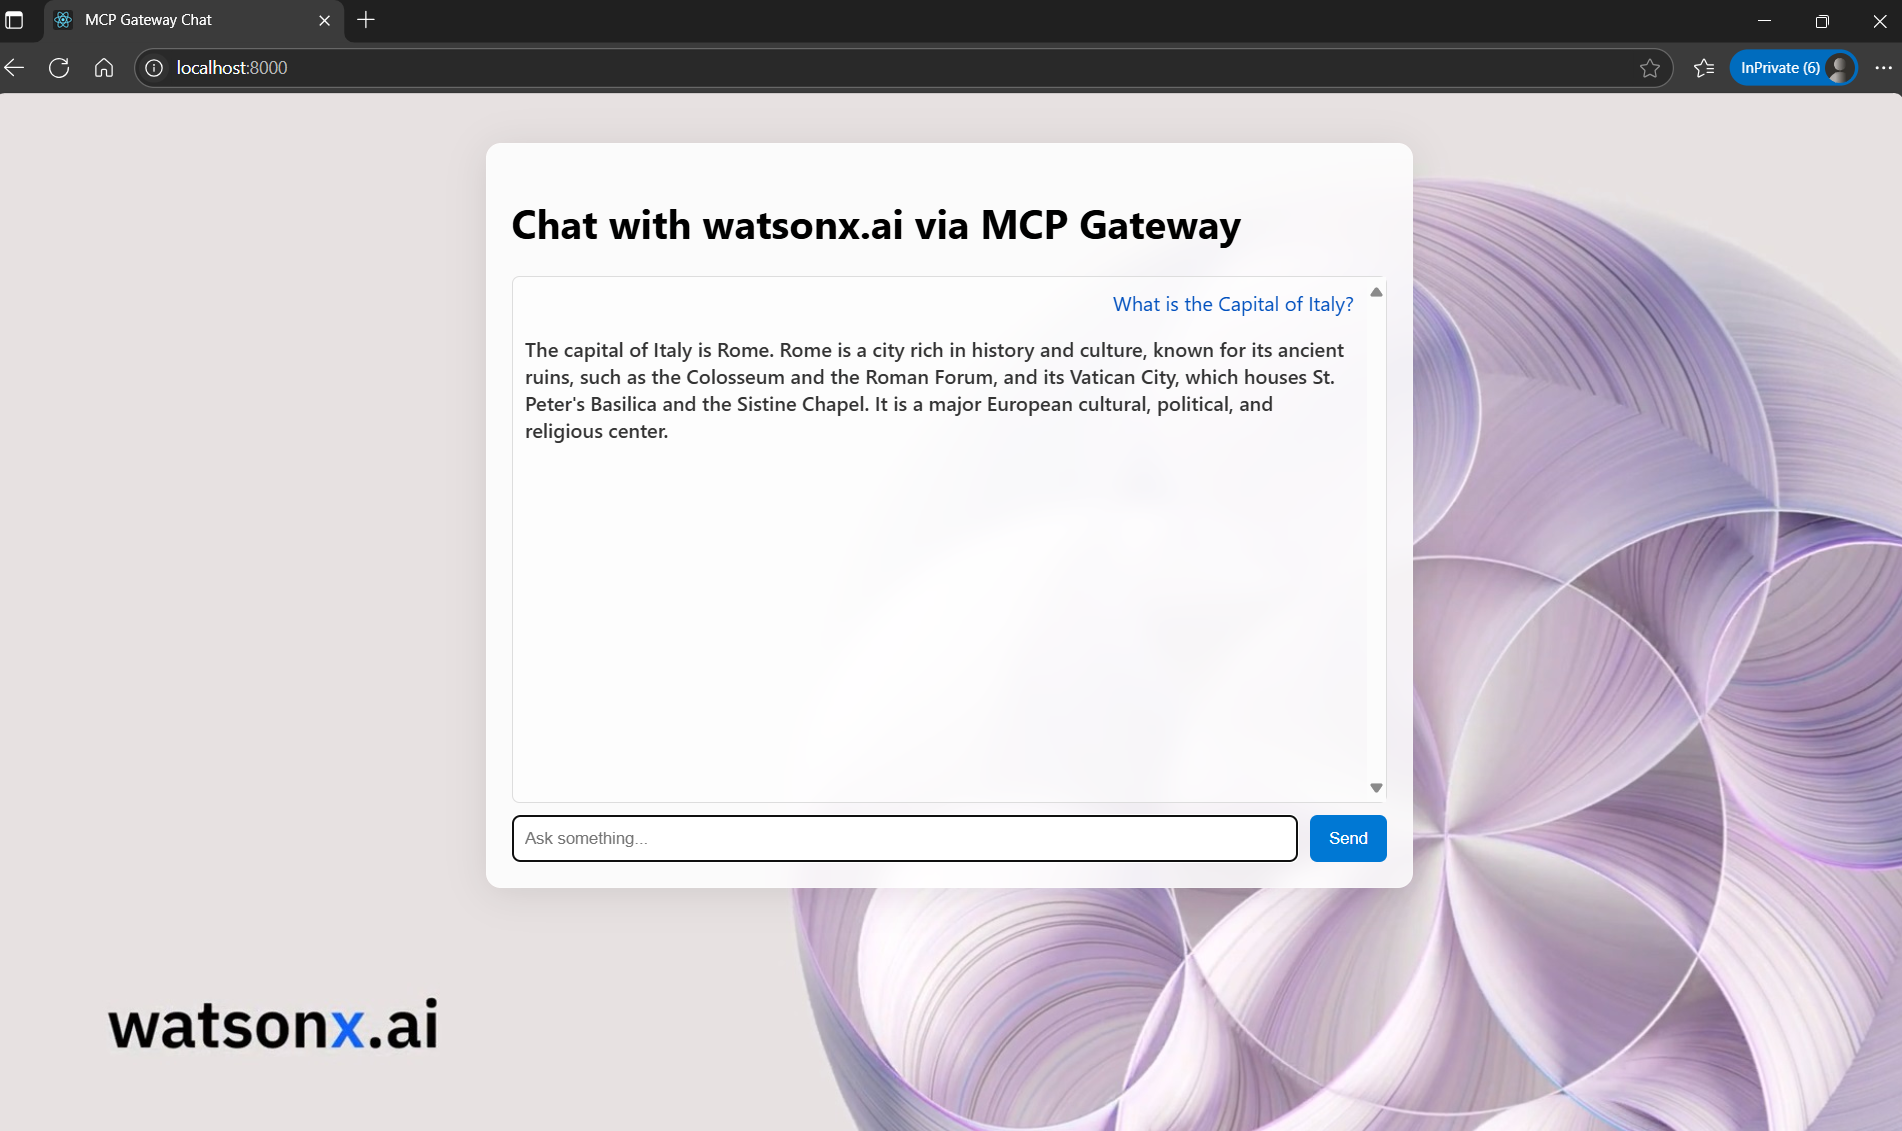 MCP Gateway Chat
localhost:8000
InPrivate (6)
Chat with watsonx.ai via MCP Gateway
What is the Capital of Italy?
The capital of Italy is Rome. Rome is a city rich in history and culture, known for its ancient
ruins, such as the Colosseum and the Roman Forum, and its Vatican City, which houses St.
Peter's Basilica and the Sistine Chapel. It is a major European cultural, political, and
religious center.
Ask something...
Send
watsonx.ai